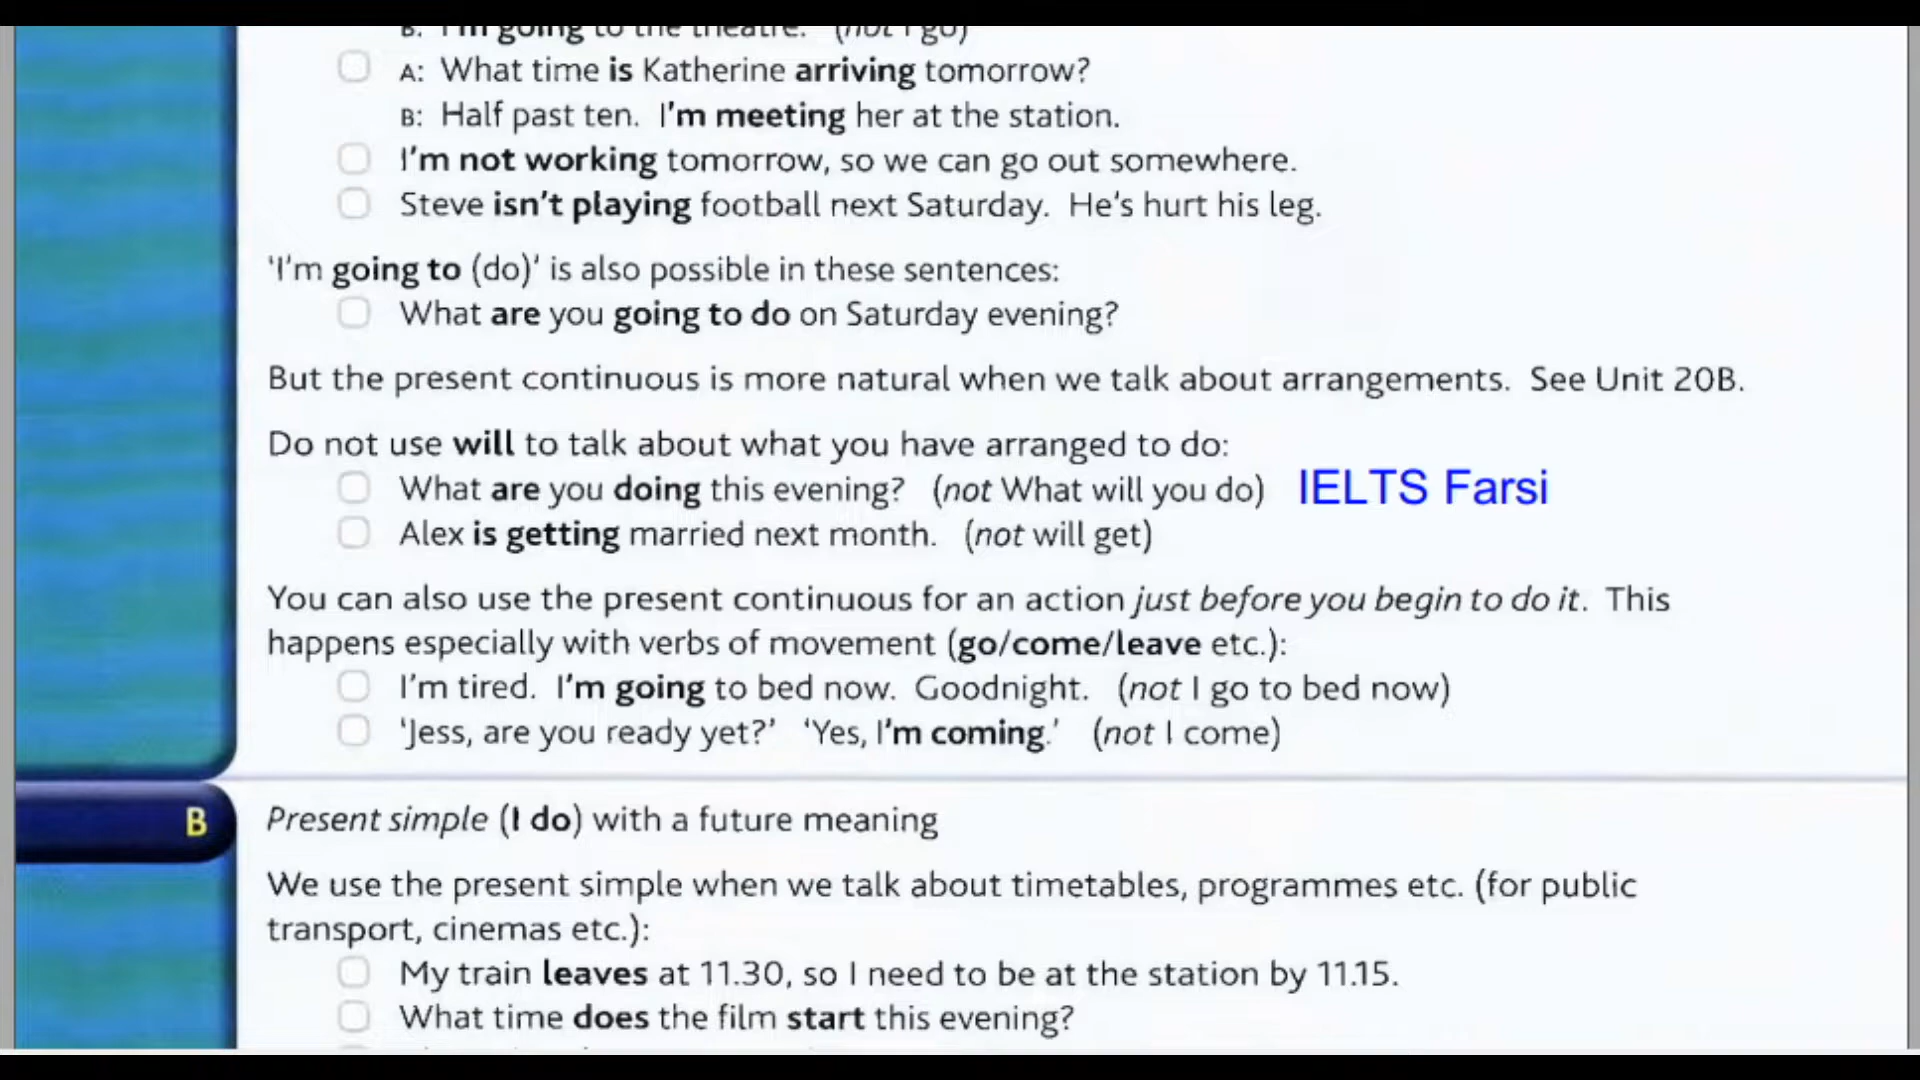 B: I'm going to the theatre. (not I go)
A: What time is Katherine arriving tomorrow?
B: Half past ten. I'm meeting her at the station.
I'm not working tomorrow, so we can go out somewhere.
Steve isn't playing football next Saturday. He's hurt his leg.
'I'm going to (do)' is also possible in these sentences:
What are you going to do on Saturday evening?
But the present continuous is more natural when we talk about arrangements. See Unit 20B.
Do not use will to talk about what you have arranged to do:
What are you doing this evening? (not What will you do) IELTS Farsi
Alex is getting married next month. (not will get)
You can also use the present continuous for an action just before you begin to do it. This
happens especially with verbs of movement (go/come/leave etc.):
I'm tired. I'm going to bed now. Goodnight. (not I go to bed now)
'Jess, are you ready yet?' 'Yes, I'm coming.' (not I come)
B Present simple (I do) with a future meaning
We use the present simple when we talk about timetables, programmes etc. (for public
transport, cinemas etc.):
My train leaves at 11.30, so I need to be at the station by 11.15.
What time does the film start this evening?